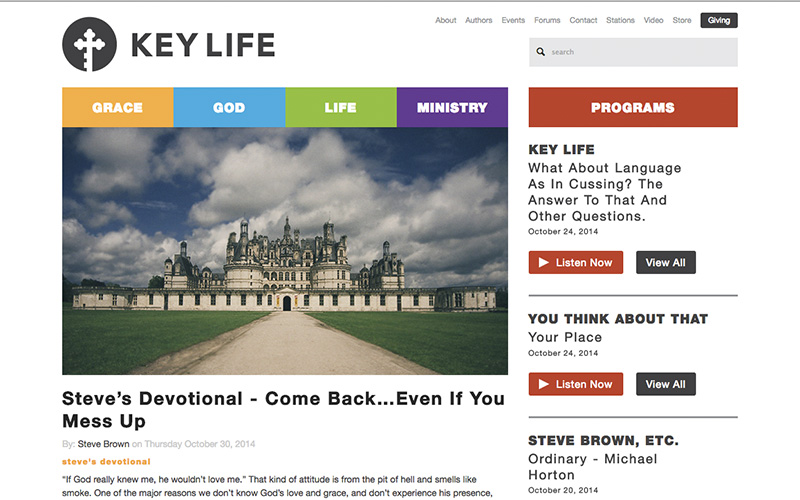 About Authors Events Forums Contact Stations Video Store Giving
KEY LIFE
search
GRACE GOD LIFE MINISTRY
Steve's Devotional - Come Back...Even If You
Mess Up
By: Steve Brown on Thursday October 30, 2014
steve's devotional
“If God really knew me, he wouldn’t love me.” That kind of attitude is from the pit of hell and smells like
smoke. One of the major reasons we don’t know God’s love and grace, and don’t experience his presence,
PROGRAMS
KEY LIFE
What About Language
As In Cussing? The
Answer To That And
Other Questions.
October 24, 2014
Listen Now View All
YOU THINK ABOUT THAT
Your Place
October 24, 2014
Listen Now View All
STEVE BROWN, ETC.
Ordinary - Michael
Horton
October 20, 2014